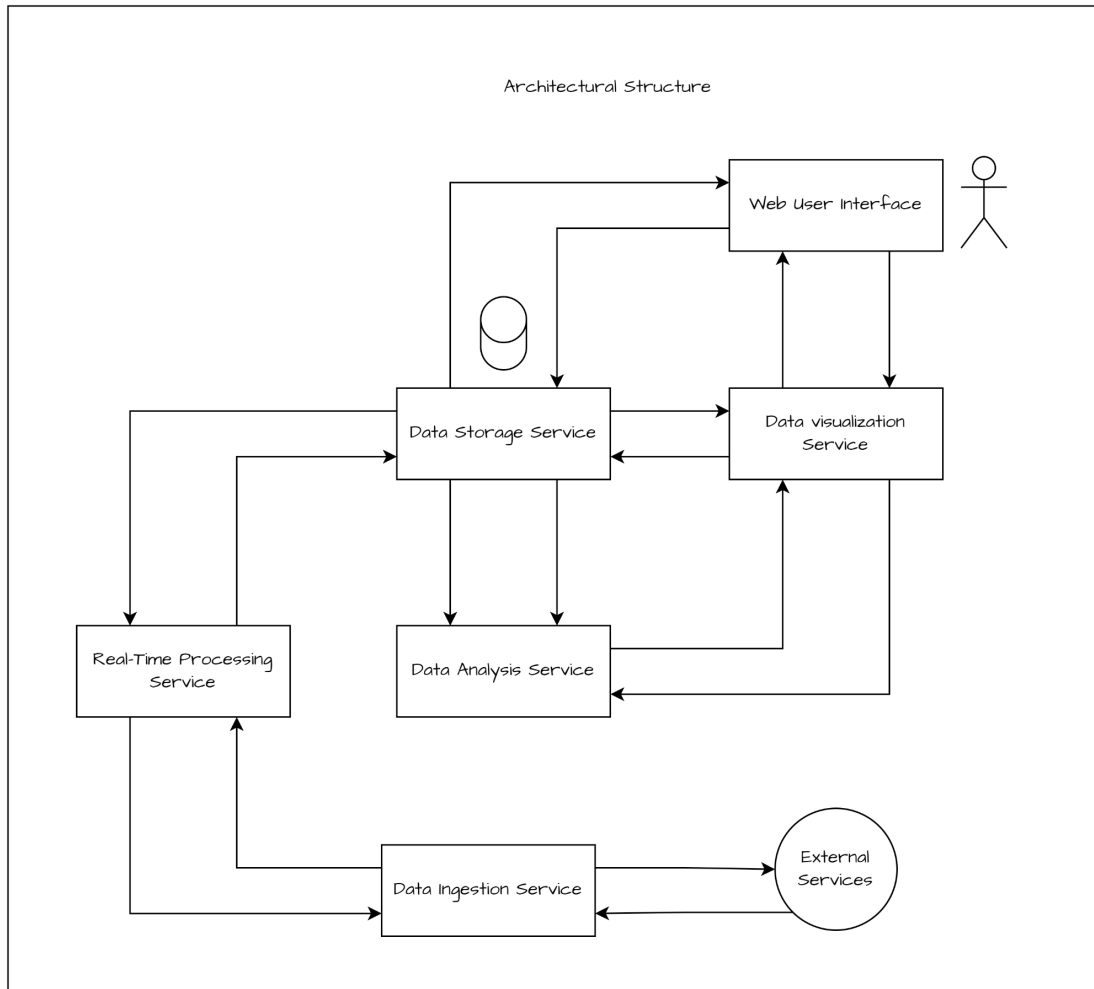 Architectural Structure
Web User Interface
Data Storage Service
Data visualization
Service
Real-Time Processing
Service
Data Analysis Service
Data Ingestion Service
External
Services